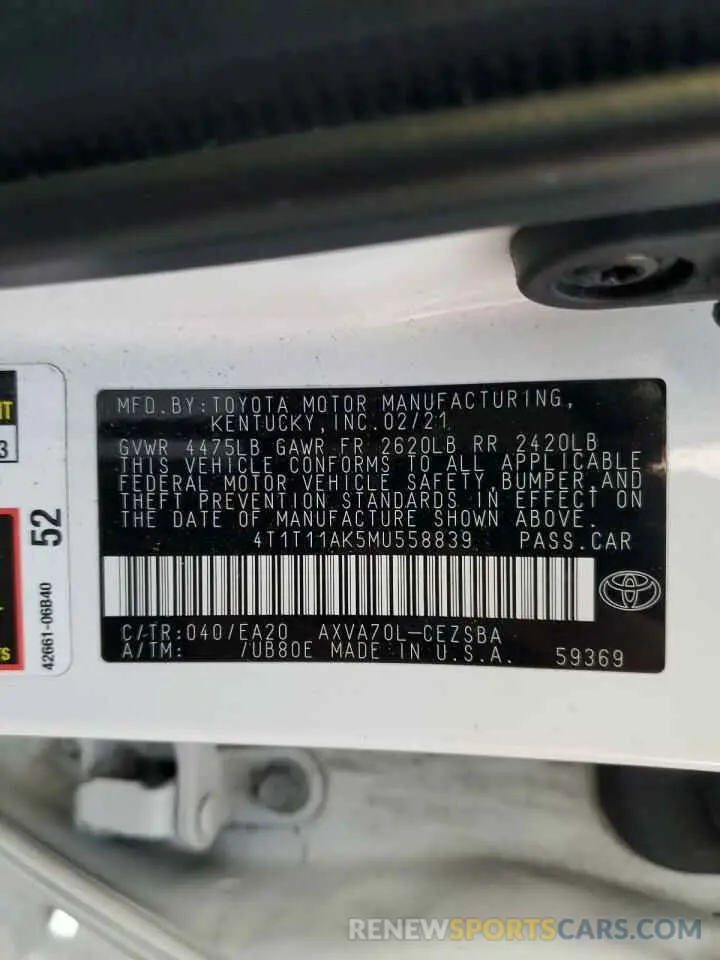 MFD.BY:TOYOTA MOTOR MANUFACTURING,
KENTUCKY,INC.02/21
GVWR 4475LB GAWR FR 2620LB RR 2420LB
THIS VEHICLE CONFORMS TO ALL APPLICABLE
FEDERAL MOTOR VEHICLE SAFETY,BUMPER,AND
THEFT PREVENTION STANDARDS IN EFFECT ON
THE DATE OF MANUFACTURE SHOWN ABOVE.
4T1T11AK5MU558839 PASS.CAR
C/TR:040/EA20 AXVA70L-CEZSBA
A/TM: /UB80E MADE IN U.S.A. 59369
52
42661-06B40
3
RENEWSPORTSCARS.COM